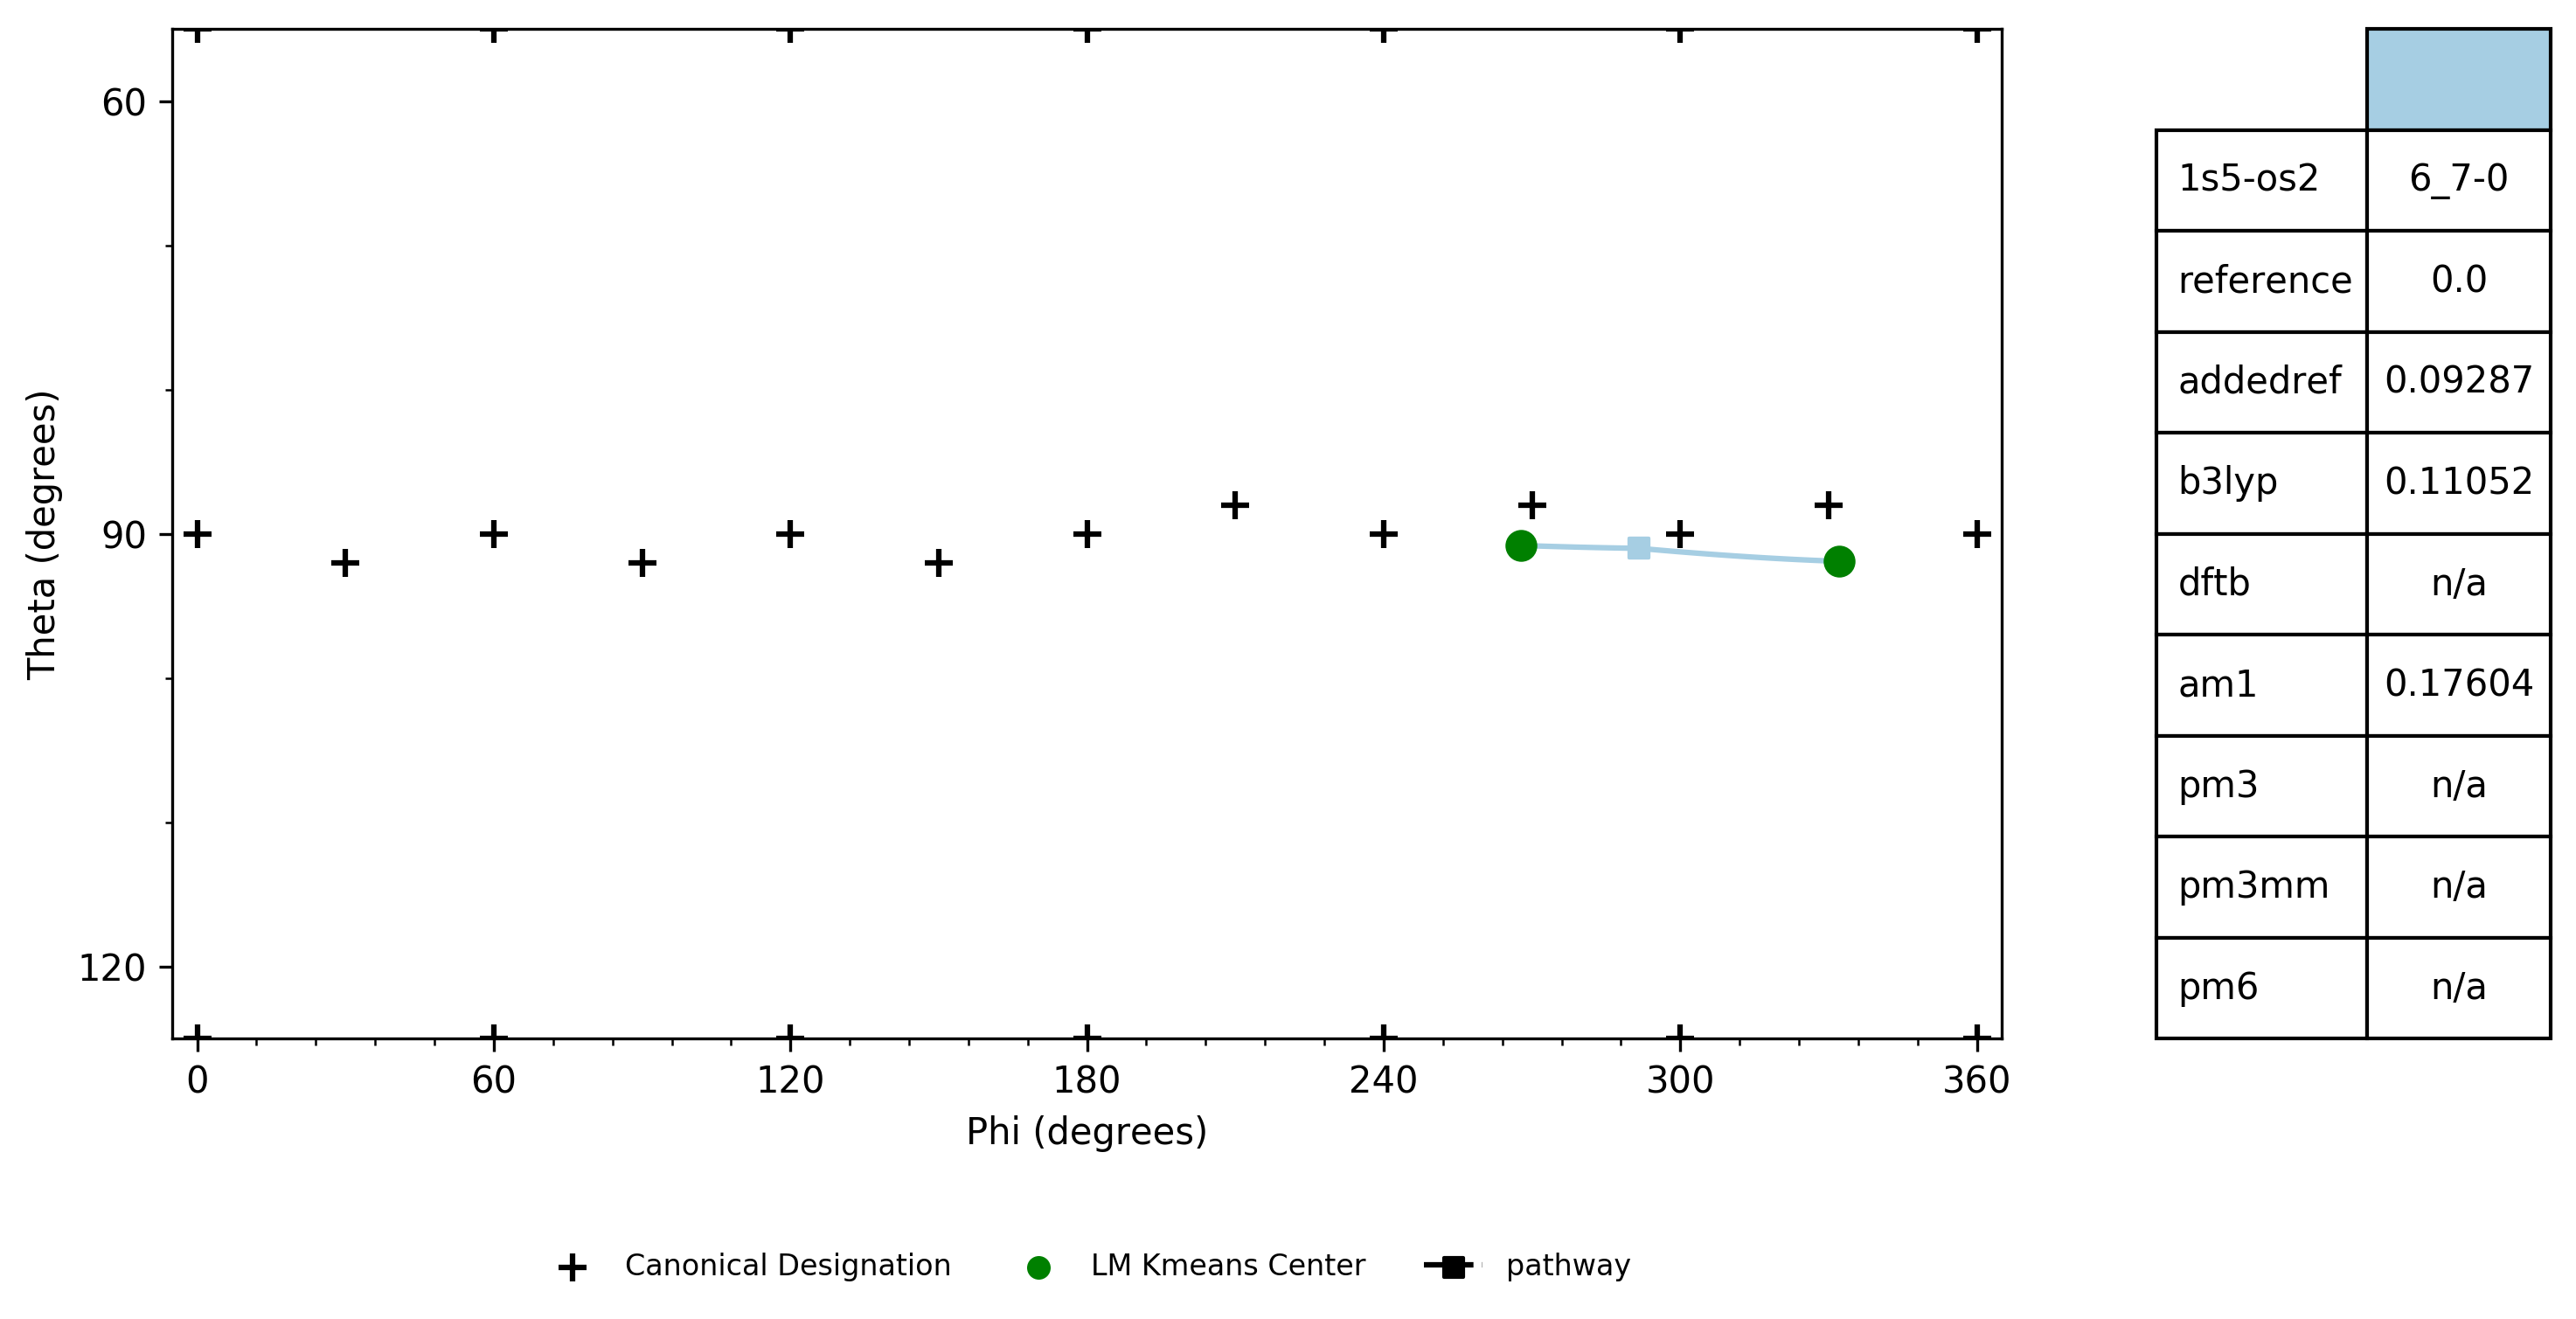 60
90
120
Theta (degrees)
0 60 120 180 240 300 360
Phi (degrees)
Canonical Designation LM Kmeans Center pathway
1s5-os2 6_7-0
reference 0.0
addedref 0.09287
b3lyp 0.11052
dftb n/a
am1 0.17604
pm3 n/a
pm3mm n/a
pm6 n/a